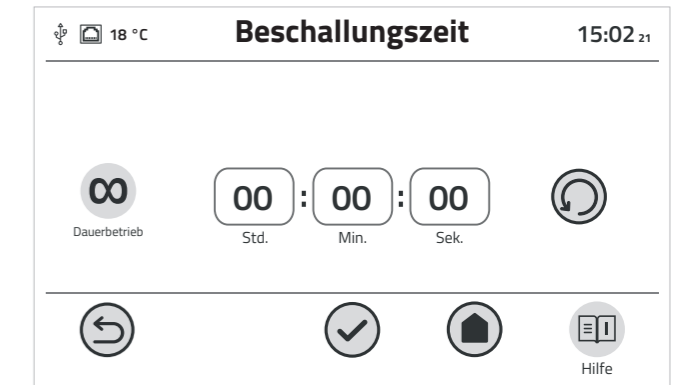 18 °C Beschallungszeit 15:02 21
00 : 00 : 00
Dauerbetrieb Std. Min. Sek.
Hilfe